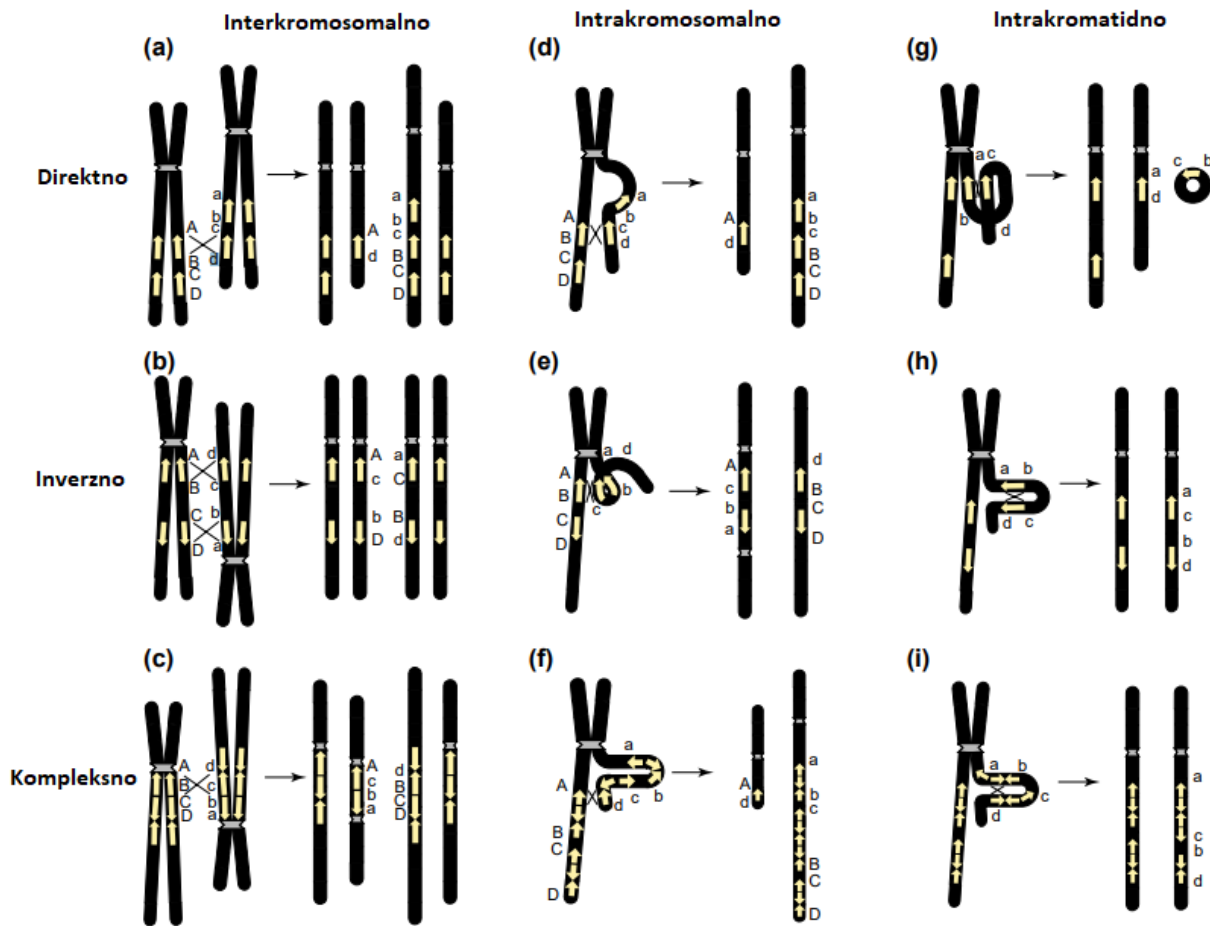 Interkromosomalno
Intrakromosomalno
Intrakromatidno
(a)
(d)
(g)
Direktno
a
b
A c
B d
C
D
A
d
a
b
c
B
C
D
a
A b
B c
C d
D
A
d
a
b
c
B
C
D
a c
b
d
a
d
c b
(b)
(e)
(h)
Inverzno
A d
B c
C b
D a
A
c
b
D
a
C
B
d
a d
A
B b
C c
D
A
c
b
a
d
B
C
D
a b
d c
a
c
b
d
(c)
(f)
(i)
Kompleksno
A d
B c
C b
D a
A
c
b
a
d
B
C
D
a
A
d c b
B
C
D
A
d
a
b
c
B
C
D
a b
c
d
a
c
b
d